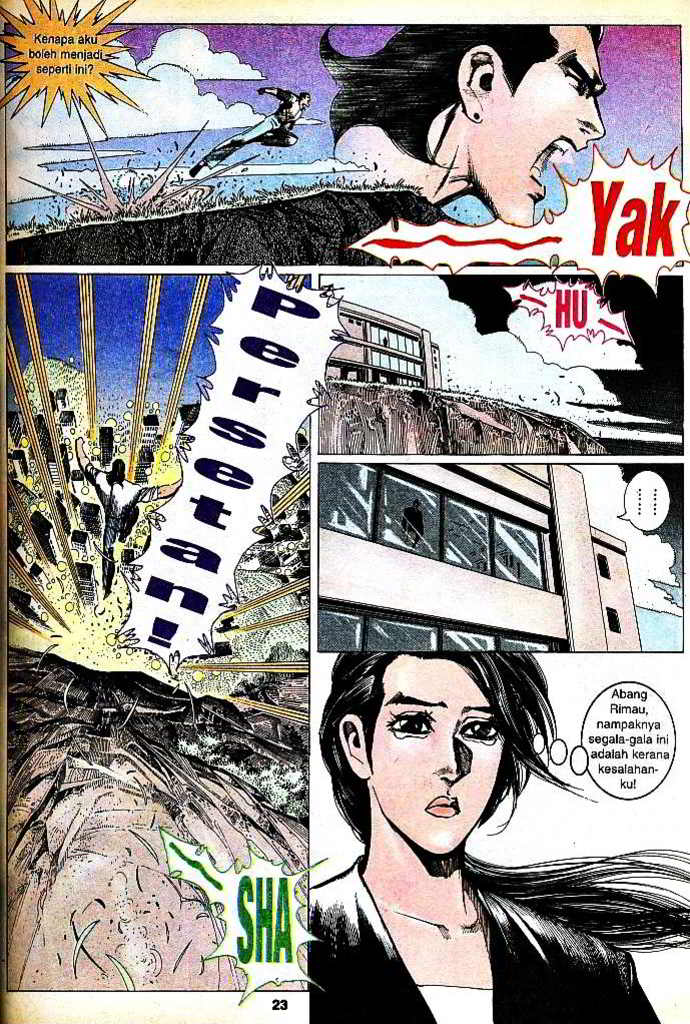 Kenapa aku
boleh menjadi
seperti ini?
Yak
Persetan!
HU
Abang
Rimau,
nampaknya
segala-gala ini
adalah kerana
kesalahan-
ku!
SHA
23